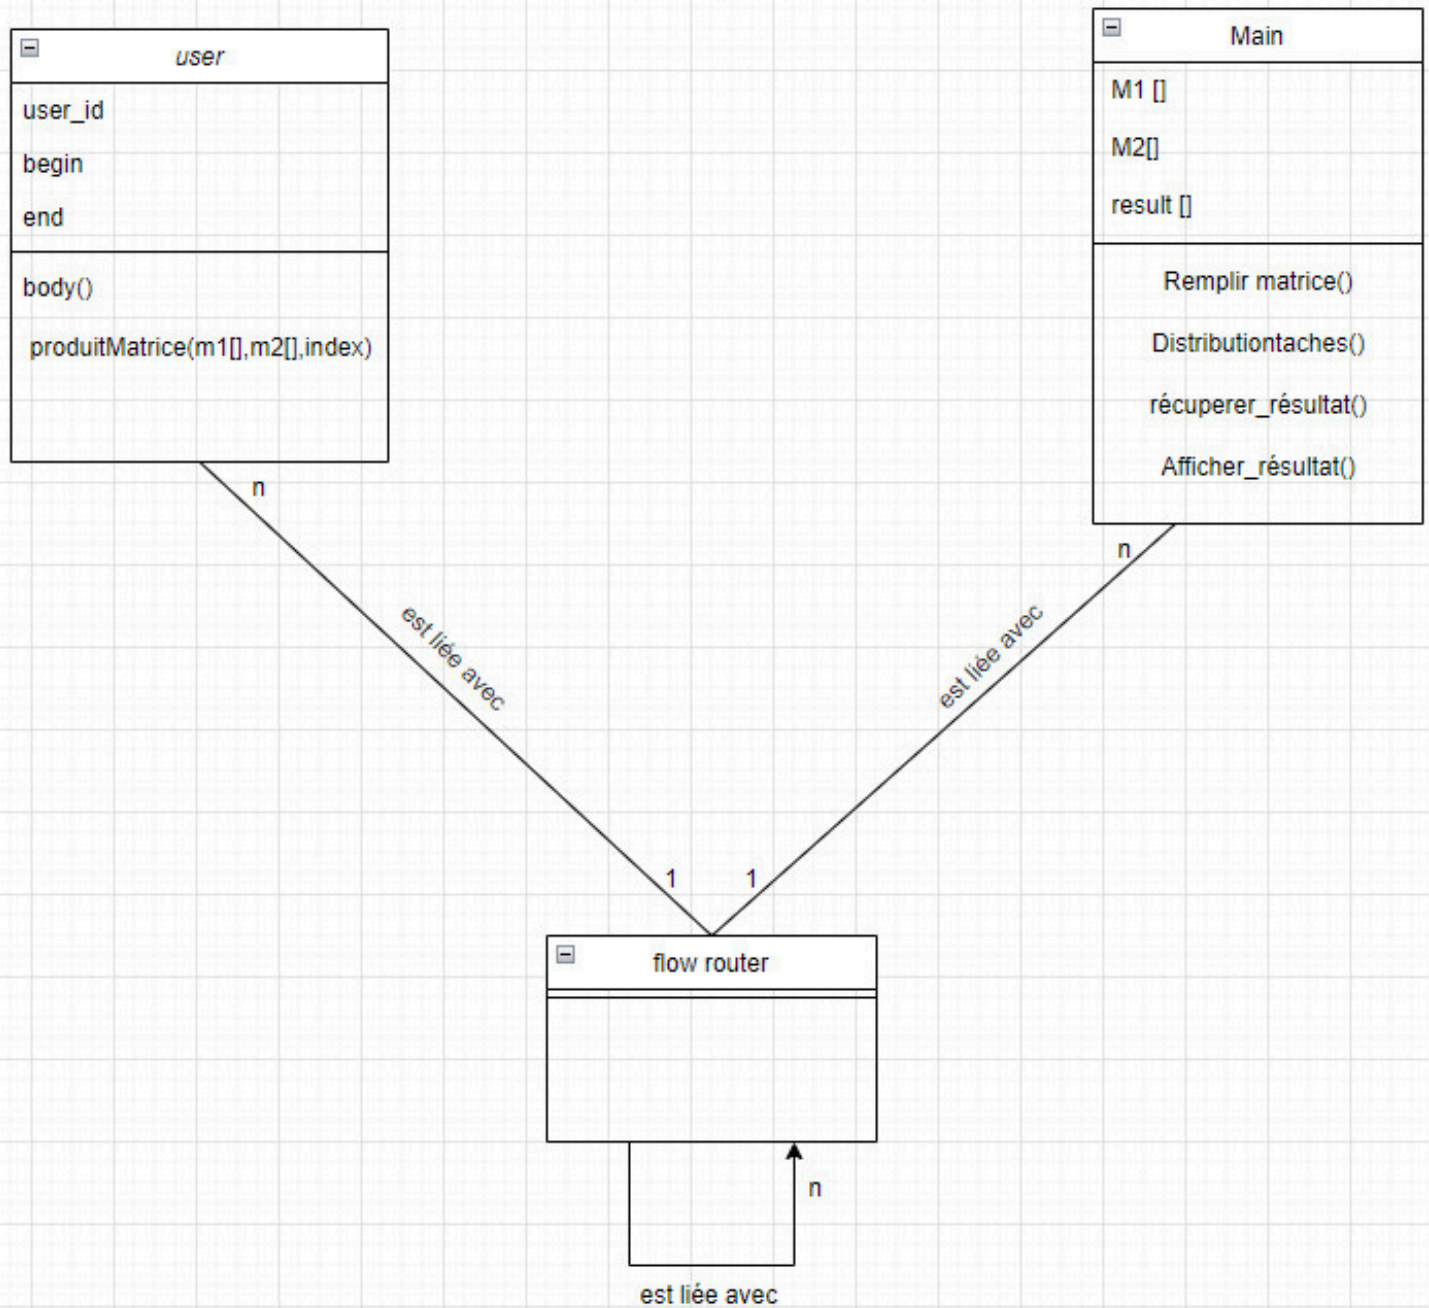 user
user_id
begin
end
body()
produitMatrice(m1[],m2[],index)
Main
M1 []
M2[]
result []
Remplir matrice()
Distributiontaches()
récuperer_résultat()
Afficher_résultat()
n
n
est liée avec
est liée avec
1
1
flow router
n
est liée avec